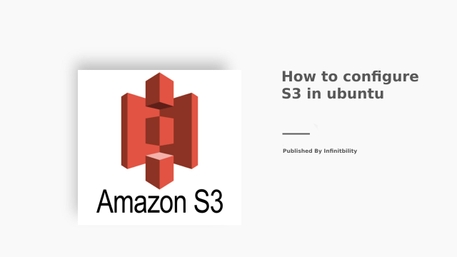 How to configure
S3 in ubuntu
Published By Infinitbility
Amazon S3